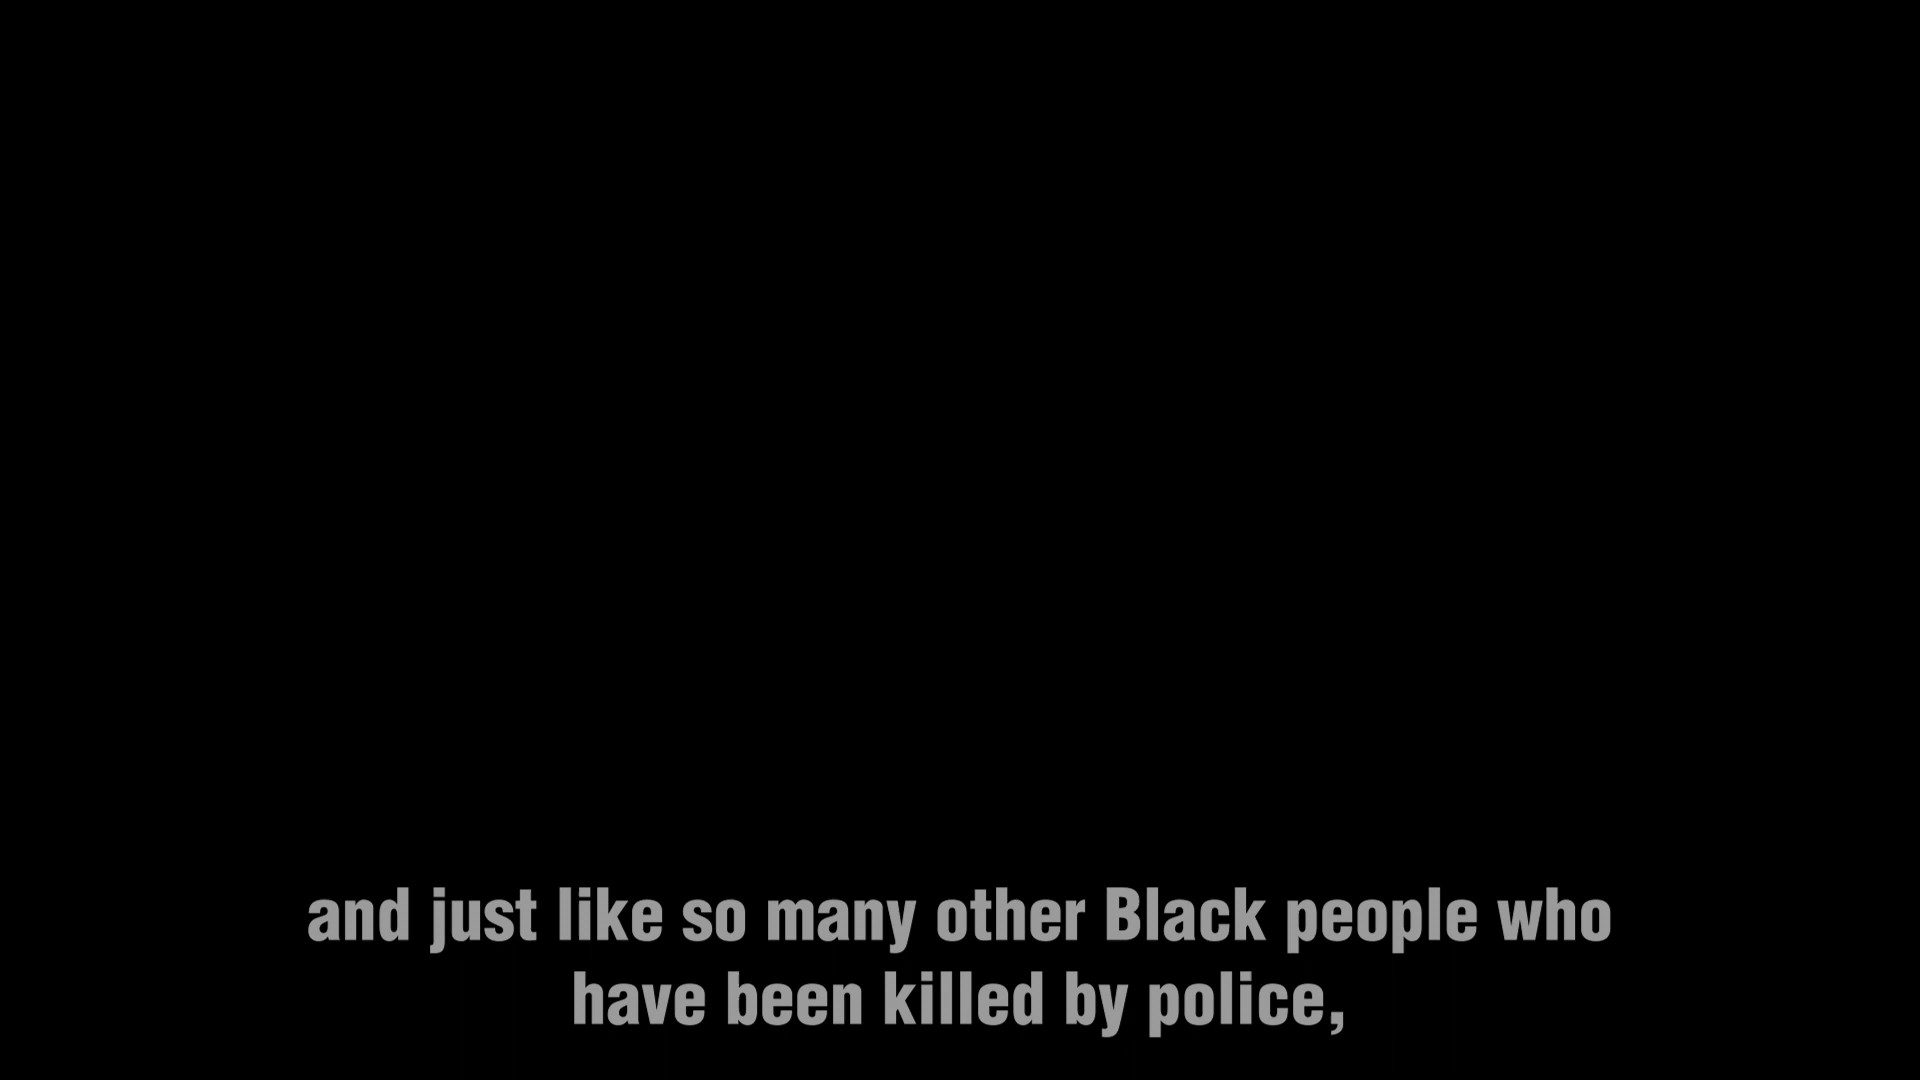 and just like so many other Black people who
have been killed by police,